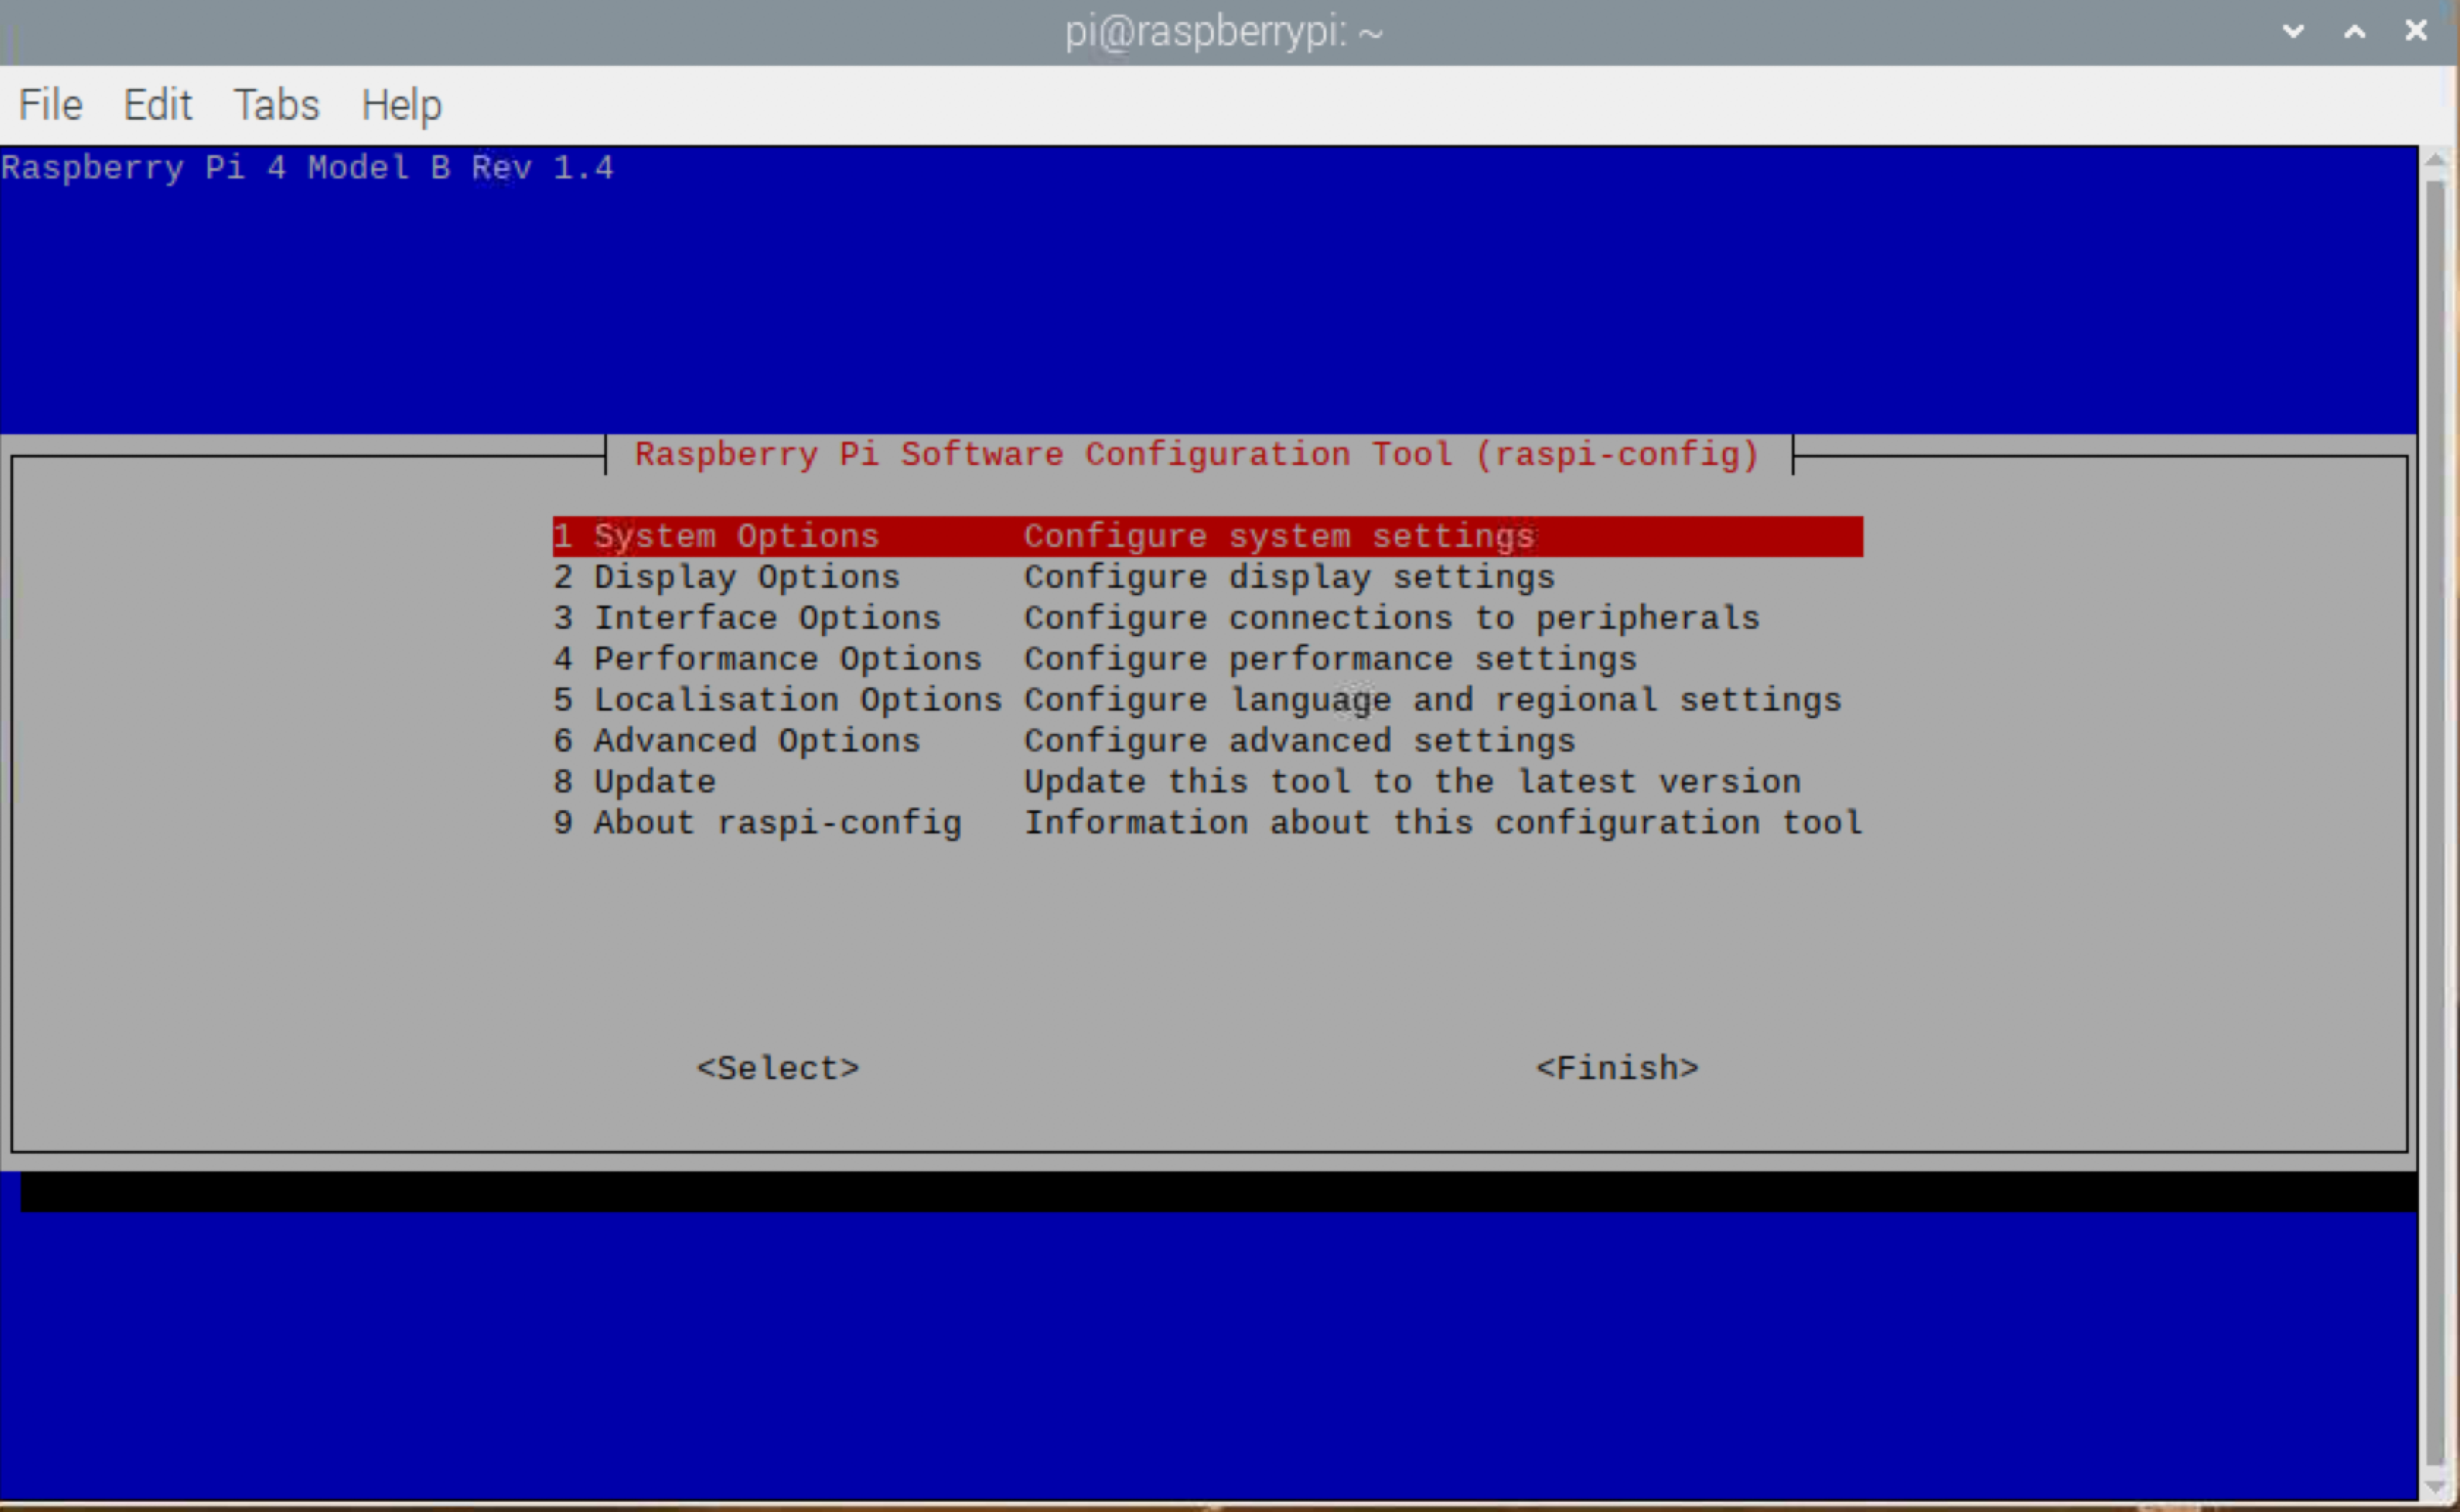 pi@raspberrypi: ~
File Edit Tabs Help
Raspberry Pi 4 Model B Rev 1.4
Raspberry Pi Software Configuration Tool (raspi-config)
1 System Options Configure system settings
2 Display Options Configure display settings
3 Interface Options Configure connections to peripherals
4 Performance Options Configure performance settings
5 Localisation Options Configure language and regional settings
6 Advanced Options Configure advanced settings
8 Update Update this tool to the latest version
9 About raspi-config Information about this configuration tool
<Select> <Finish>